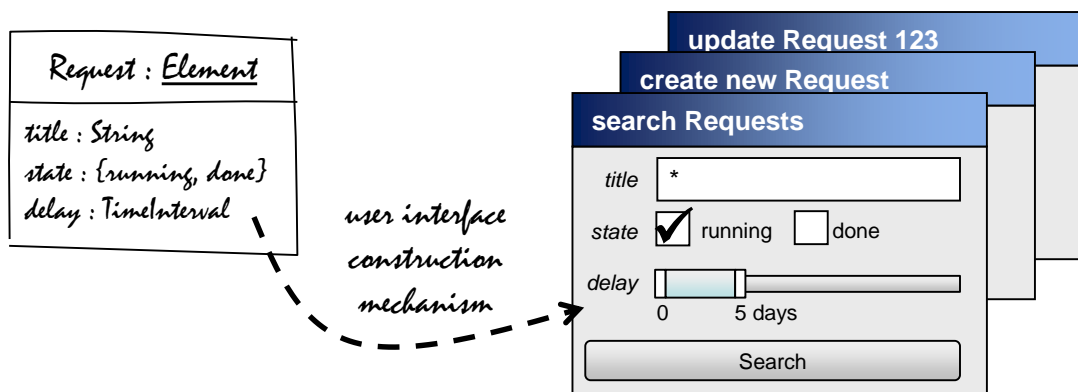 Request : Element
title : String
state : {running, done}
delay : TimeInterval
user interface
construction
mechanism
update Request 123
create new Request
search Requests
title *
state running done
delay
0 5 days
Search